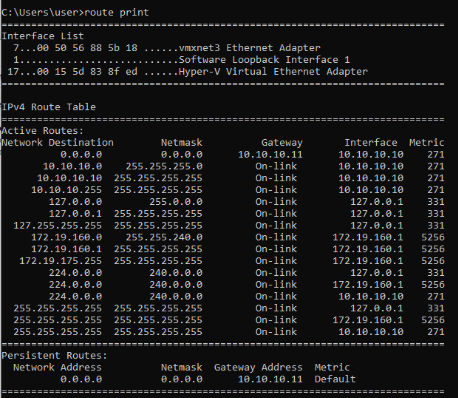 C:\Users\user>route print
===========================================================================
Interface List
  7...00 50 56 88 5b 18 ......vmxnet3 Ethernet Adapter
  1...........................Software Loopback Interface 1
 17...00 15 5d 83 8f ed ......Hyper-V Virtual Ethernet Adapter
===========================================================================
IPv4 Route Table
===========================================================================
Active Routes:
Network Destination        Netmask          Gateway       Interface  Metric
          0.0.0.0          0.0.0.0      10.10.10.11      10.10.10.10    271
       10.10.10.0    255.255.255.0         On-link       10.10.10.10    271
      10.10.10.10  255.255.255.255         On-link       10.10.10.10    271
     10.10.10.255  255.255.255.255         On-link       10.10.10.10    271
        127.0.0.0        255.0.0.0         On-link         127.0.0.1    331
        127.0.0.1  255.255.255.255         On-link         127.0.0.1    331
  127.255.255.255  255.255.255.255         On-link         127.0.0.1    331
     172.19.160.0    255.255.240.0         On-link      172.19.160.1   5256
     172.19.160.1  255.255.255.255         On-link      172.19.160.1   5256
   172.19.175.255  255.255.255.255         On-link      172.19.160.1   5256
        224.0.0.0        240.0.0.0         On-link         127.0.0.1    331
        224.0.0.0        240.0.0.0         On-link      172.19.160.1   5256
        224.0.0.0        240.0.0.0         On-link       10.10.10.10    271
  255.255.255.255  255.255.255.255         On-link         127.0.0.1    331
  255.255.255.255  255.255.255.255         On-link      172.19.160.1   5256
  255.255.255.255  255.255.255.255         On-link       10.10.10.10    271
===========================================================================
Persistent Routes:
  Network Address          Netmask  Gateway Address  Metric
          0.0.0.0          0.0.0.0      10.10.10.11  Default
===========================================================================